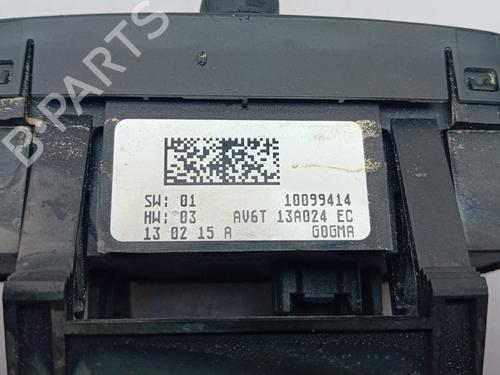 SW: 01 10099414
HW: 03 AV6T 13A024 EC
13 02 15 A GOGMA
B-PARTS